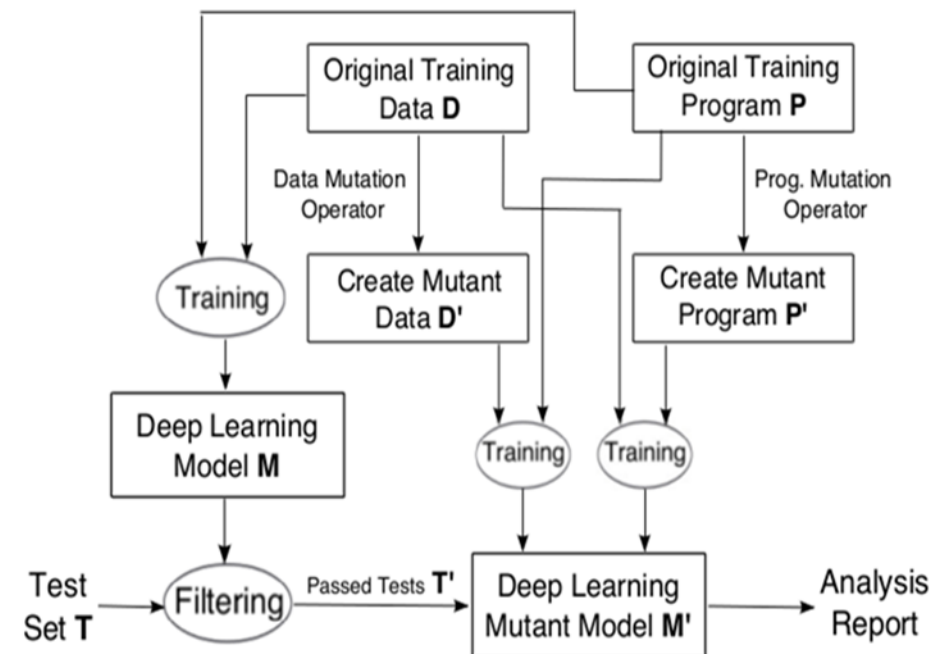 Original Training
Data D
Original Training
Program P
Data Mutation
Operator
Prog. Mutation
Operator
Training
Create Mutant
Data D'
Create Mutant
Program P'
Deep Learning
Model M
Training
Training
Test
Set T
Filtering
Passed Tests T'
Deep Learning
Mutant Model M'
Analysis
Report